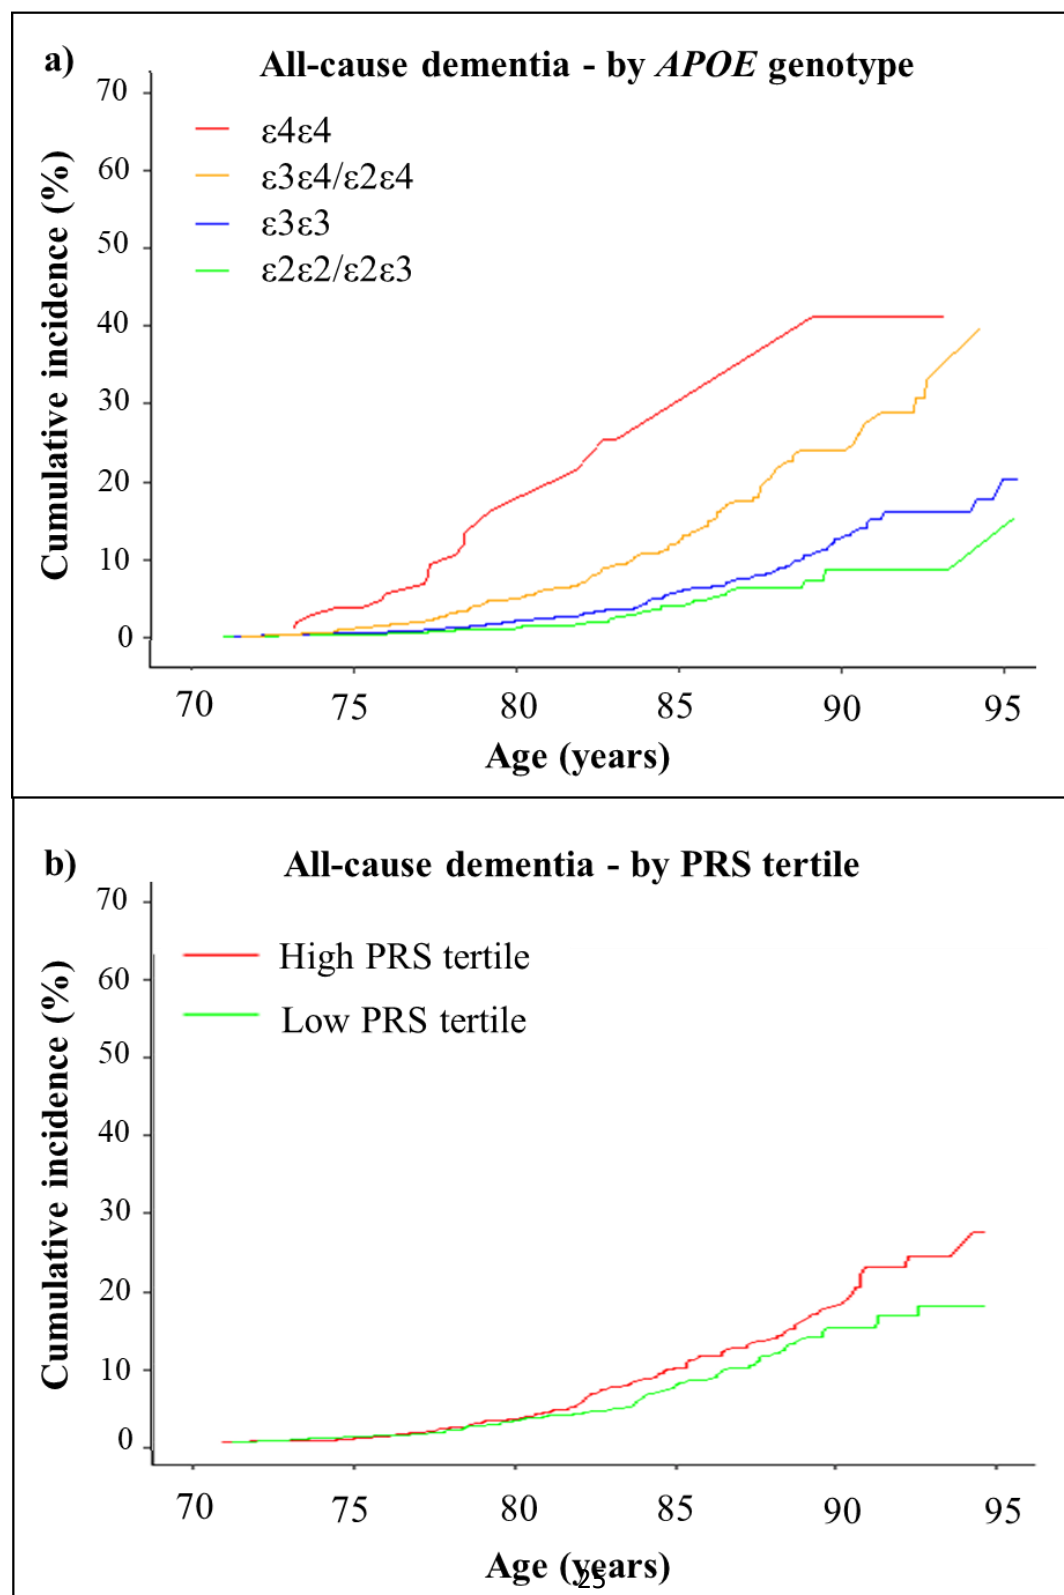 a)
All-cause dementia - by APOE genotype
70
60
50
40
30
20
10
0
Cumulative incidence (%)
ε4ε4
ε3ε4/ε2ε4
ε3ε3
ε2ε2/ε2ε3
70 75 80 85 90 95
Age (years)
b)
All-cause dementia - by PRS tertile
70
60
50
40
30
20
10
0
Cumulative incidence (%)
High PRS tertile
Low PRS tertile
70 75 80 85 90 95
Age (years)
25